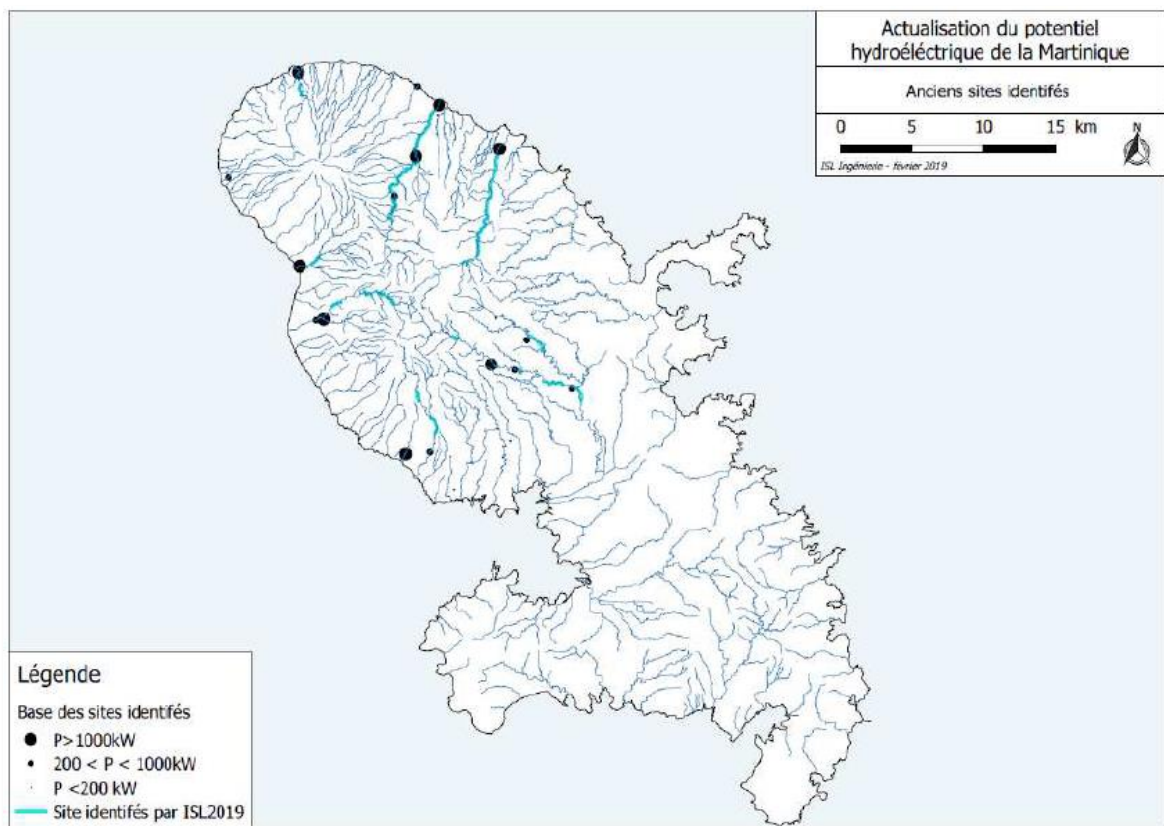 Actualisation du potentiel
hydroéléctrique de la Martinique
Anciens sites identifés
0 5 10 15 km
N
ISL Ingénierie - février 2019
Légende
Base des sites identifiés
P>1000kW
200 < P < 1000kW
P <200 kW
Site identifés par ISL2019